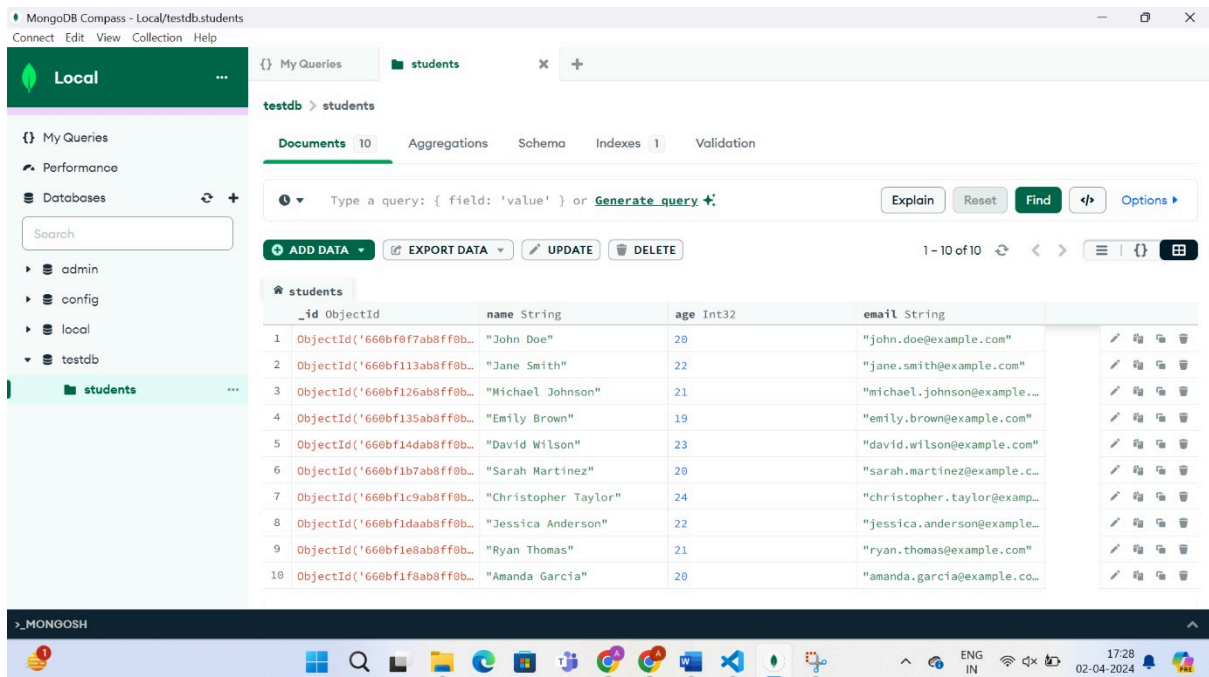 MongoDB Compass - Local/testdb.students
Connect Edit View Collection Help
Local
{} My Queries
Performance
Databases
Search
admin
config
local
testdb
students
{} My Queries students
testdb > students
Documents 10 Aggregations Schema Indexes 1 Validation
Type a query: { field: 'value' } or Generate query
Explain Reset Find </> Options
ADD DATA EXPORT DATA UPDATE DELETE 1 – 10 of 10 {}
students
_id ObjectId name String age Int32 email String
1 ObjectId('660bf0f7ab8ff0b… "John Doe" 20 "john.doe@example.com"
2 ObjectId('660bf113ab8ff0b… "Jane Smith" 22 "jane.smith@example.com"
3 ObjectId('660bf126ab8ff0b… "Michael Johnson" 21 "michael.johnson@example.…
4 ObjectId('660bf135ab8ff0b… "Emily Brown" 19 "emily.brown@example.com"
5 ObjectId('660bf14dab8ff0b… "David Wilson" 23 "david.wilson@example.com"
6 ObjectId('660bf1b7ab8ff0b… "Sarah Martinez" 20 "sarah.martinez@example.c…
7 ObjectId('660bf1c9ab8ff0b… "Christopher Taylor" 24 "christopher.taylor@examp…
8 ObjectId('660bf1daab8ff0b… "Jessica Anderson" 22 "jessica.anderson@example…
9 ObjectId('660bf1e8ab8ff0b… "Ryan Thomas" 21 "ryan.thomas@example.com"
10 ObjectId('660bf1f8ab8ff0b… "Amanda Garcia" 20 "amanda.garcia@example.co…
>_MONGOSH
1
ENG
IN
17:28
02-04-2024
PRE